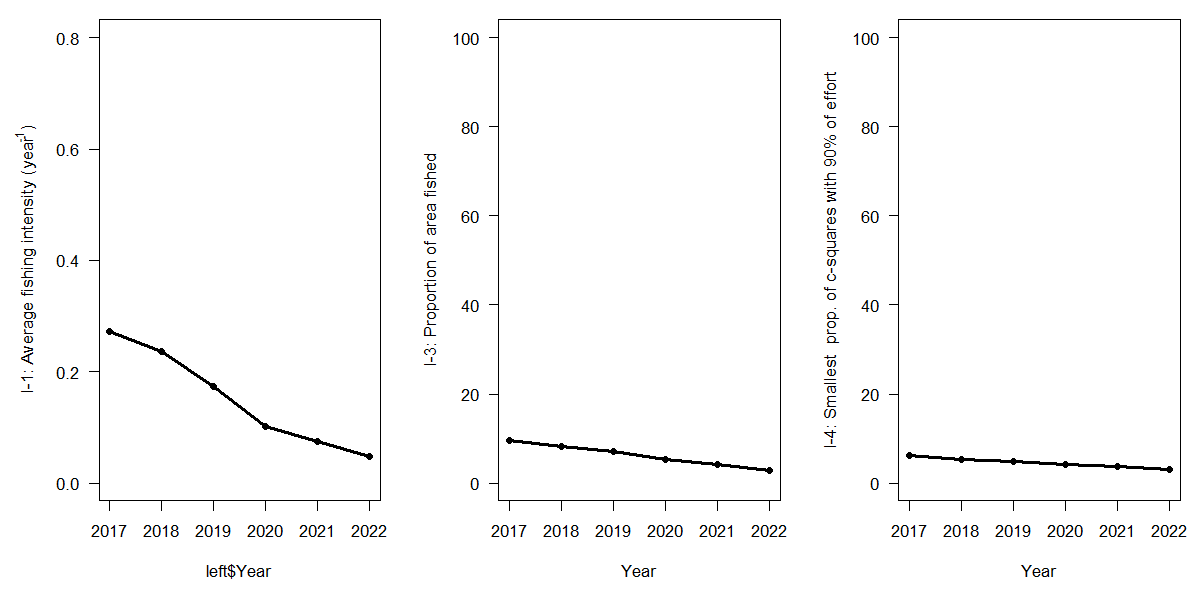 I-1: Average fishing intensity (year-1)
0.8
0.6
0.4
0.2
0.0
2017 2018 2019 2020 2021 2022
left$Year
I-3: Proportion of area fished
100
80
60
40
20
0
2017 2018 2019 2020 2021 2022
Year
I-4: Smallest prop. of c-squares with 90% of effort
100
80
60
40
20
0
2017 2018 2019 2020 2021 2022
Year